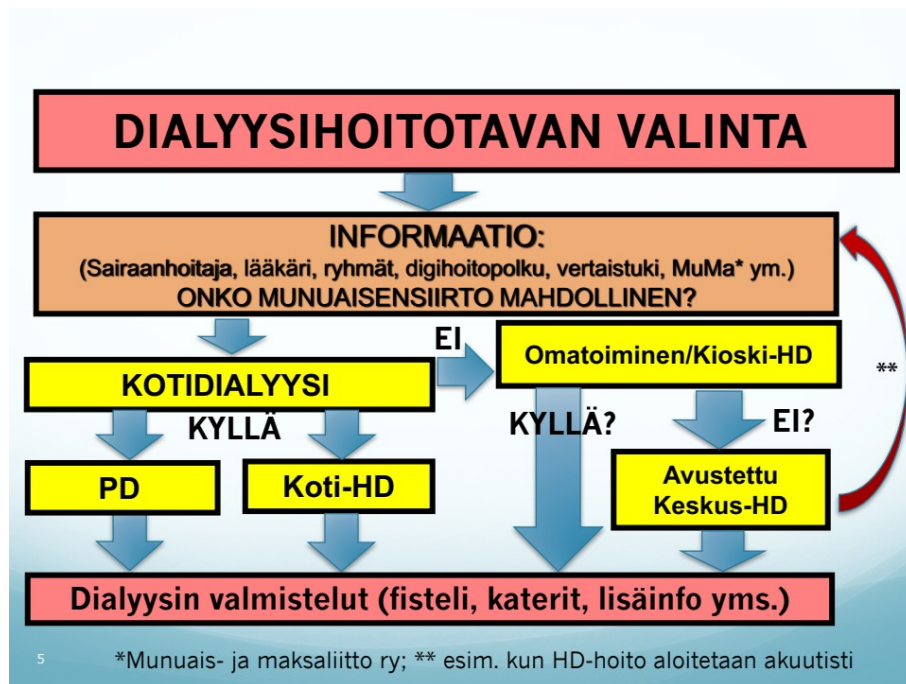 DIALYYSIHOITOTAVAN VALINTA
INFORMAATIO:
(Sairaanhoitaja, lääkäri, ryhmät, digihoitopolku, vertaistuki, MuMa* ym.)
ONKO MUNUAISENSIIRTO MAHDOLLINEN?
EI
Omatoiminen/Kioski-HD
**
KOTIDIALYYSI
KYLLÄ
KYLLÄ?
EI?
PD
Koti-HD
Avustettu
Keskus-HD
Dialyysin valmistelut (fisteli, katerit, lisäinfo yms.)
5
*Munuais- ja maksaliitto ry; ** esim. kun HD-hoito aloitetaan akuutisti